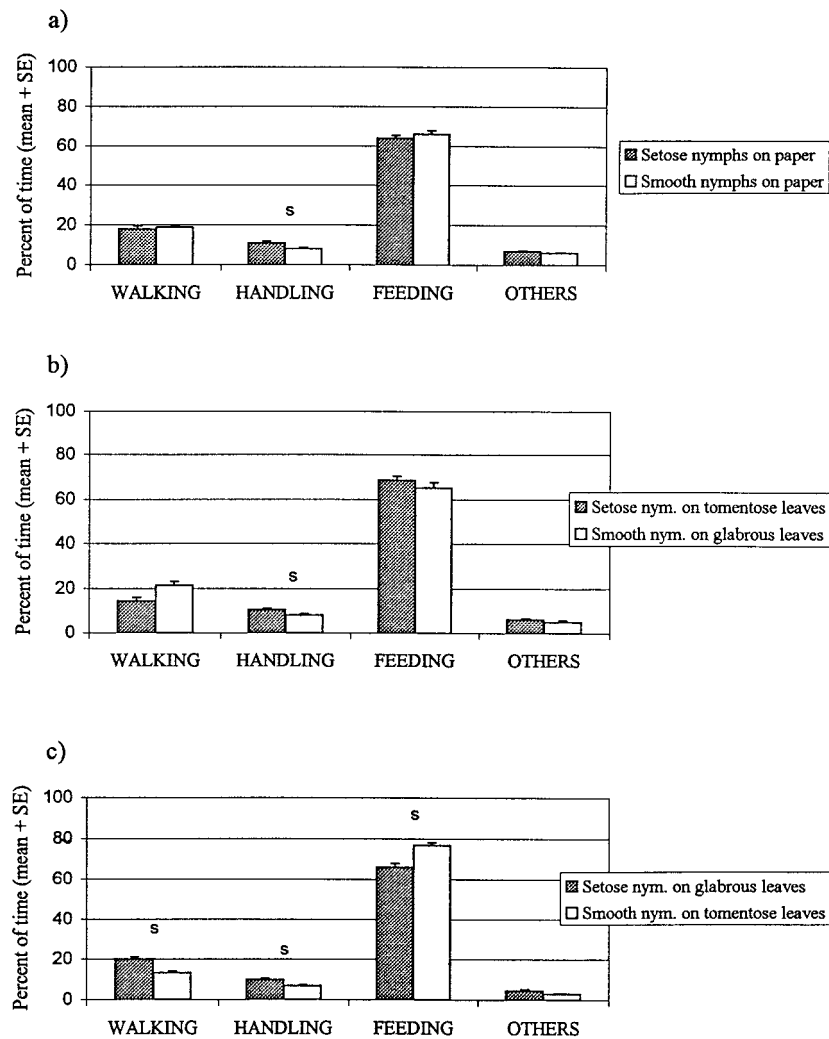 a)
Percent of time (mean + SE)
100
80
60
40
20
0
s
WALKING HANDLING FEEDING OTHERS
Setose nymphs on paper
Smooth nymphs on paper
b)
Percent of time (mean + SE)
100
80
60
40
20
0
s
WALKING HANDLING FEEDING OTHERS
Setose nym. on tomentose leaves
Smooth nym. on glabrous leaves
c)
Percent of time (mean + SE)
100
80
60
40
20
0
s
s
s
WALKING HANDLING FEEDING OTHERS
Setose nym. on glabrous leaves
Smooth nym. on tomentose leaves